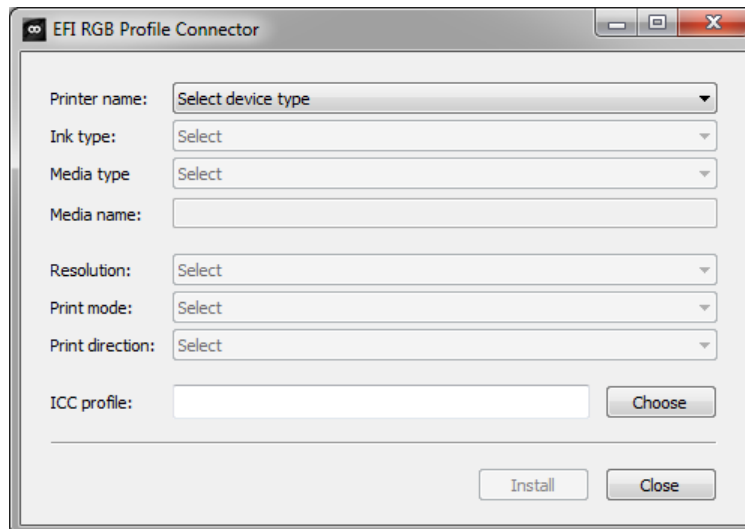 EFI RGB Profile Connector
Printer name: Select device type
Ink type: Select
Media type Select
Media name:
Resolution: Select
Print mode: Select
Print direction: Select
ICC profile: Choose
Install Close